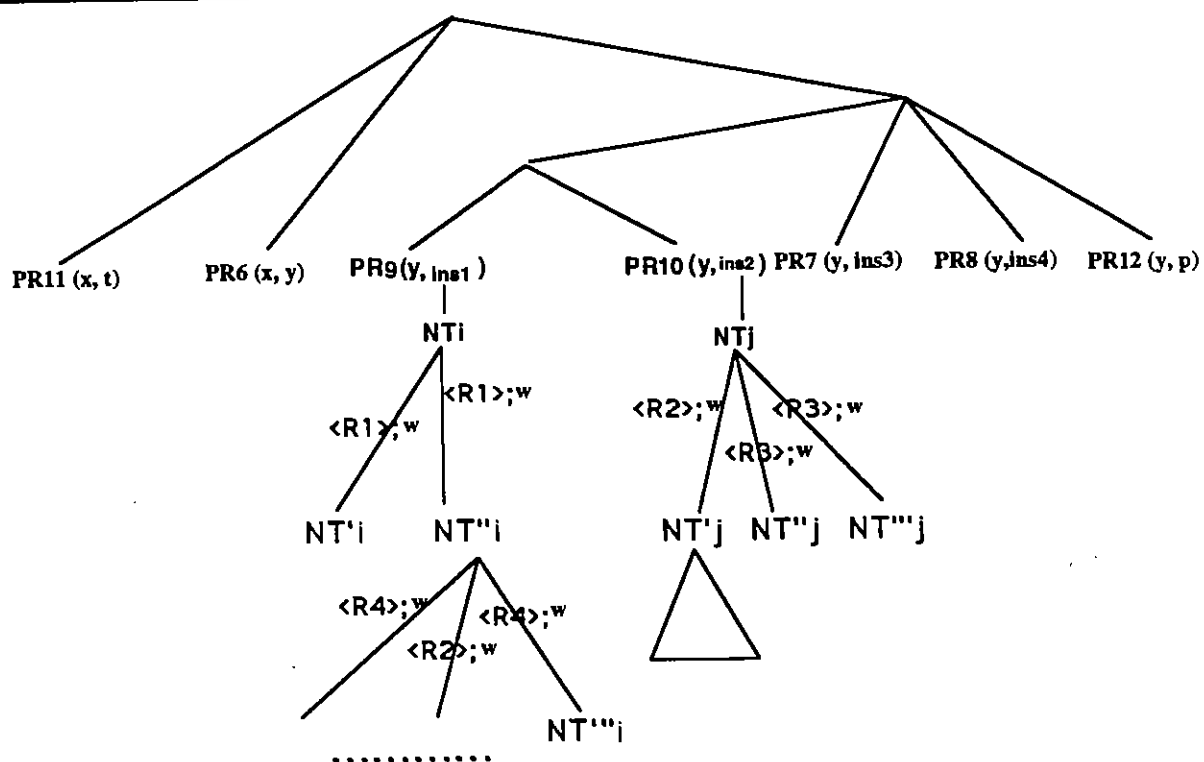 PR11 (x, t) PR6 (x, y) PR9(y, ins1 ) PR10 (y, ins2) PR7 (y, ins3) PR8 (y,ins4) PR12 (y, p)
NTi NTj
<R1>; w <R2>; w <R3>; w
<R1>; w <R3>; w
NT'i NT''i NT'j NT''j NT'''j
<R4>; w <R4>; w
<R2>; w
NT'''i
............